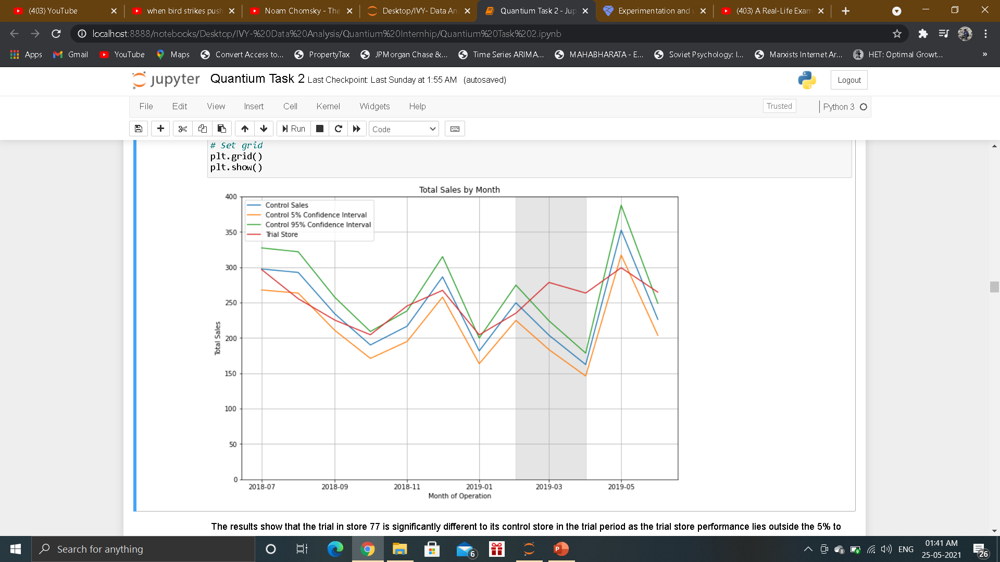 (403) YouTube
when bird strikes push
Noam Chomsky - The
Desktop/IVY- Data An
Quantium Task 2 - Jup
Experimentation and
(403) A Real-Life Exam
localhost:8888/notebooks/Desktop/IVY-%20Data%20Analysis/Quantium%20Internhip/Quantium%20Task%202.ipynb
Apps
Gmail
YouTube
Maps
Convert Access to...
PropertyTax
JPMorgan Chase &...
Time Series ARIMA...
MAHABHARATA - E...
Soviet Psychology: I...
Marxists Internet Ar...
HET: Optimal Growt...
»
jupyter Quantium Task 2 Last Checkpoint: Last Sunday at 1:55 AM (autosaved)
Logout
File Edit View Insert Cell Kernel Widgets Help
Trusted
Python 3
Run
Code
# Set grid
plt.grid()
plt.show()
Total Sales by Month
Control Sales
Control 5% Confidence Interval
Control 95% Confidence Interval
Trial Store
400
350
300
250
200
150
100
50
0
Total Sales
2018-07 2018-09 2018-11 2019-01 2019-03 2019-05
Month of Operation
The results show that the trial in store 77 is significantly different to its control store in the trial period as the trial store performance lies outside the 5% to
Search for anything
6
P
ENG
01:41 AM
25-05-2021
26